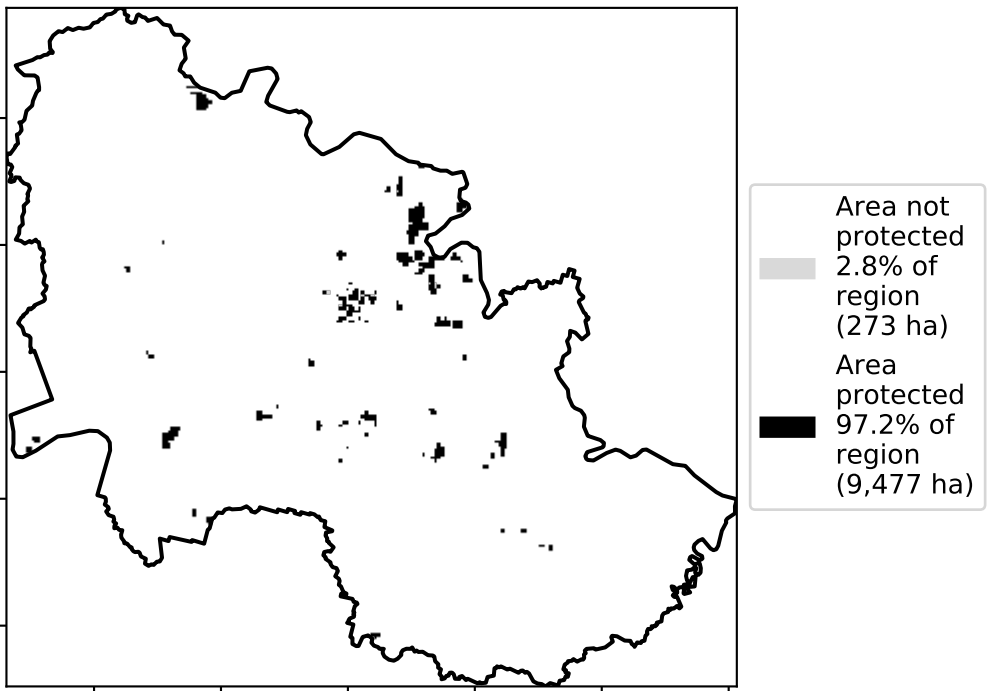 Area not
protected
2.8% of
region
(273 ha)
Area
protected
97.2% of
region
(9,477 ha)